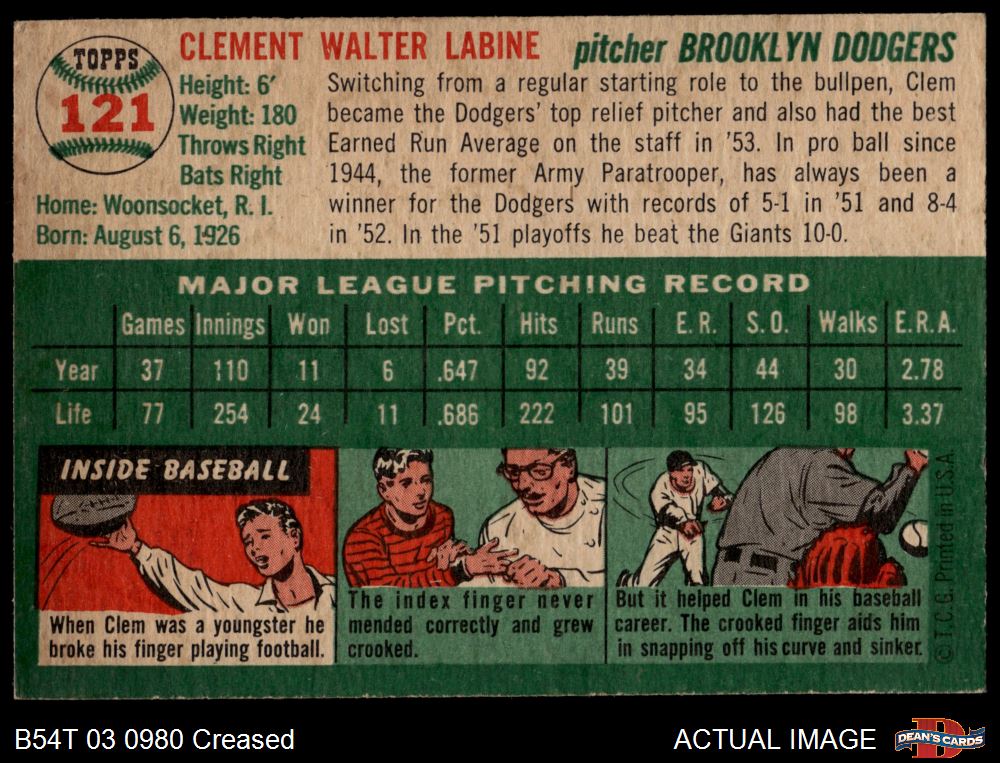 TOPPS
121
CLEMENT WALTER LABINE
pitcher BROOKLYN DODGERS
Height: 6'
Weight: 180
Throws Right
Bats Right
Home: Woonsocket, R. I.
Born: August 6, 1926
Switching from a regular starting role to the bullpen, Clem
became the Dodgers' top relief pitcher and also had the best
Earned Run Average on the staff in '53. In pro ball since
1944, the former Army Paratrooper, has always been a
winner for the Dodgers with records of 5-1 in '51 and 8-4
in '52. In the '51 playoffs he beat the Giants 10-0.
MAJOR LEAGUE PITCHING RECORD
Games Innings Won Lost Pct. Hits Runs E. R. S. O. Walks E.R.A.
Year 37 110 11 6 .647 92 39 34 44 30 2.78
Life 77 254 24 11 .686 222 101 95 126 98 3.37
INSIDE BASEBALL
When Clem was a youngster he
broke his finger playing football.
The index finger never
mended correctly and grew
crooked.
But it helped Clem in his baseball
career. The crooked finger aids him
in snapping off his curve and sinker.
© T.C.G. Printed in U.S.A.
B54T 03 0980 Creased
ACTUAL IMAGE
DEAN'S CARDS